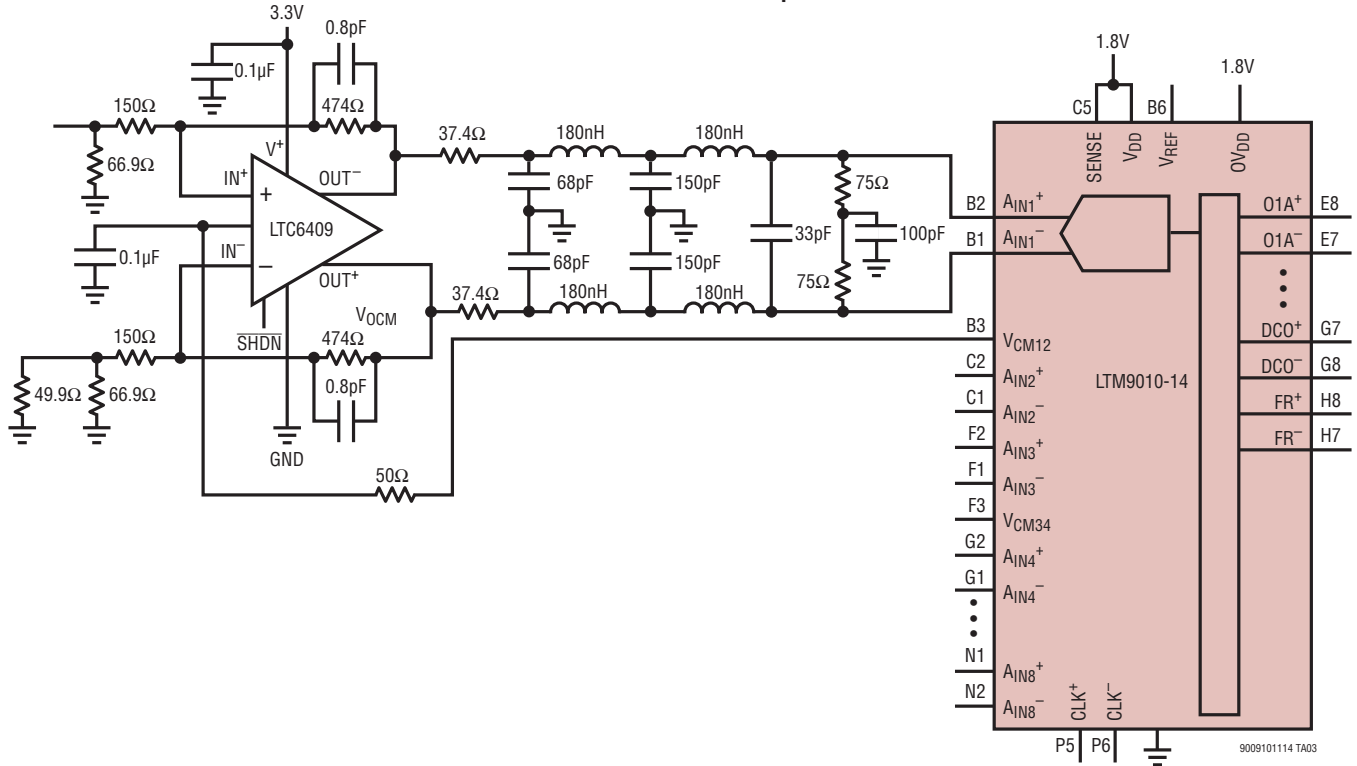 3.3V
0.8pF
0.1µF
150Ω
474Ω
66.9Ω
V+
IN+
OUT−
+
LTC6409
IN−
−
OUT+
0.1µF
SHDN
VOCM
150Ω
474Ω
0.8pF
49.9Ω
66.9Ω
GND
50Ω
37.4Ω
180nH
180nH
68pF
150pF
68pF
150pF
37.4Ω
180nH
180nH
33pF
75Ω
100pF
75Ω
1.8V
1.8V
C5
B6
SENSE
VDD
VREF
OVDD
B2
AIN1+
B1
AIN1−
B3
VCM12
C2
AIN2+
C1
AIN2−
F2
AIN3+
F1
AIN3−
F3
VCM34
G2
AIN4+
G1
AIN4−
N1
AIN8+
N2
AIN8−
LTM9010-14
O1A+
E8
O1A−
E7
DCO+
G7
DCO−
G8
FR+
H8
FR−
H7
CLK+
CLK−
P5
P6
9009101114 TA03